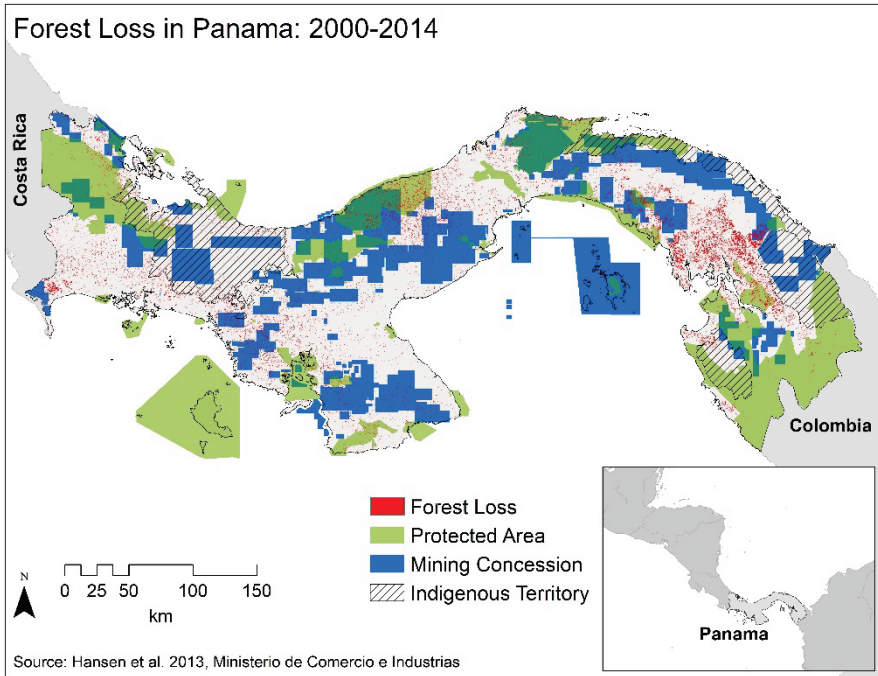 Forest Loss in Panama: 2000-2014
Costa Rica
Colombia
Forest Loss
Protected Area
Mining Concession
Indigenous Territory
N
0 25 50 100 150
km
Panama
Source: Hansen et al. 2013, Ministerio de Comercio e Industrias